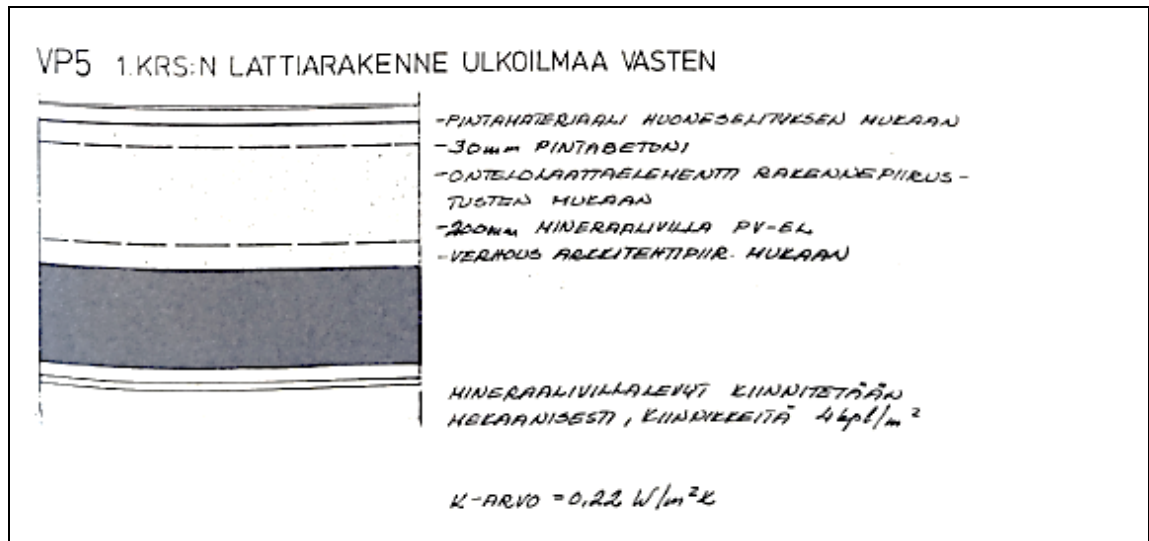 VP5 1.KRS:N LATTIARAKENNE ULKOILMAA VASTEN
-PINTAMATERIAALI HUONESELITYKSEN MUKAAN
-30mm PINTABETONI
-ONTELOLAATTAELEMENTTI RAKENNEPIIRUS-
TUSTEN MUKAAN
-200mm MINERAALIVILLA PV-EL
-VERHOUS ARKKITEHTIPIIR. MUKAAN
MINERAALIVILLALEVYT KIINNITETÄÄN
MEKAANISESTI, KIINNIKKEITÄ 4kpl/m²
K-ARVO = 0,22 W/m²K